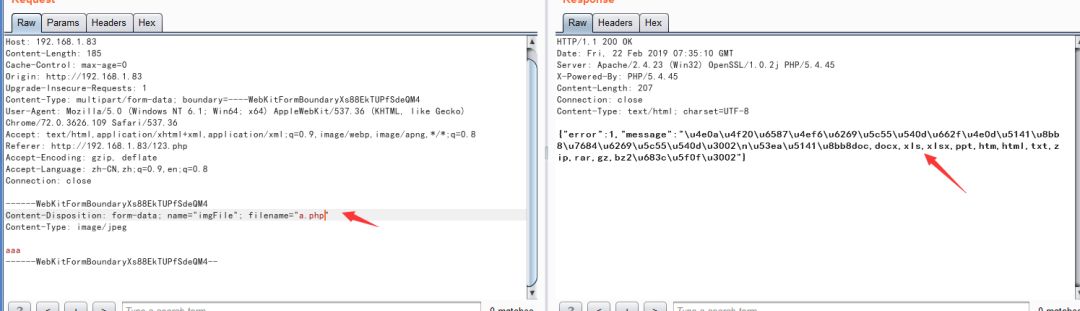 Request
Raw Params Headers Hex
Host: 192.168.1.83
Content-Length: 185
Cache-Control: max-age=0
Origin: http://192.168.1.83
Upgrade-Insecure-Requests: 1
Content-Type: multipart/form-data; boundary=----WebKitFormBoundaryXs88EkTUPfSdeQM4
User-Agent: Mozilla/5.0 (Windows NT 6.1; Win64; x64) AppleWebKit/537.36 (KHTML, like Gecko)
Chrome/72.0.3626.109 Safari/537.36
Accept: text/html,application/xhtml+xml,application/xml;q=0.9,image/webp,image/apng,*/*;q=0.8
Referer: http://192.168.1.83/123.php
Accept-Encoding: gzip, deflate
Accept-Language: zh-CN,zh;q=0.9,en;q=0.8
Connection: close
------WebKitFormBoundaryXs88EkTUPfSdeQM4
Content-Disposition: form-data; name="imgFile"; filename="a.php"
Content-Type: image/jpeg
aaa
------WebKitFormBoundaryXs88EkTUPfSdeQM4--
? < + > Type a search term 0 matches
Response
Raw Headers Hex
HTTP/1.1 200 OK
Date: Fri, 22 Feb 2019 07:35:10 GMT
Server: Apache/2.4.23 (Win32) OpenSSL/1.0.2j PHP/5.4.45
X-Powered-By: PHP/5.4.45
Content-Length: 207
Connection: close
Content-Type: text/html; charset=UTF-8
{"error":1,"message":"\u4e0a\u4f20\u6587\u4ef6\u6269\u5c55\u540d\u662f\u4e0d\u5141\u8bb
8\u7684\u6269\u5c55\u540d\u3002\n\u53ea\u5141\u8bb8doc,docx,xls,xlsx,ppt,htm,html,txt,z
ip,rar,gz,bz2\u683c\u5f0f\u3002"}
? < + > Type a search term 0 matches